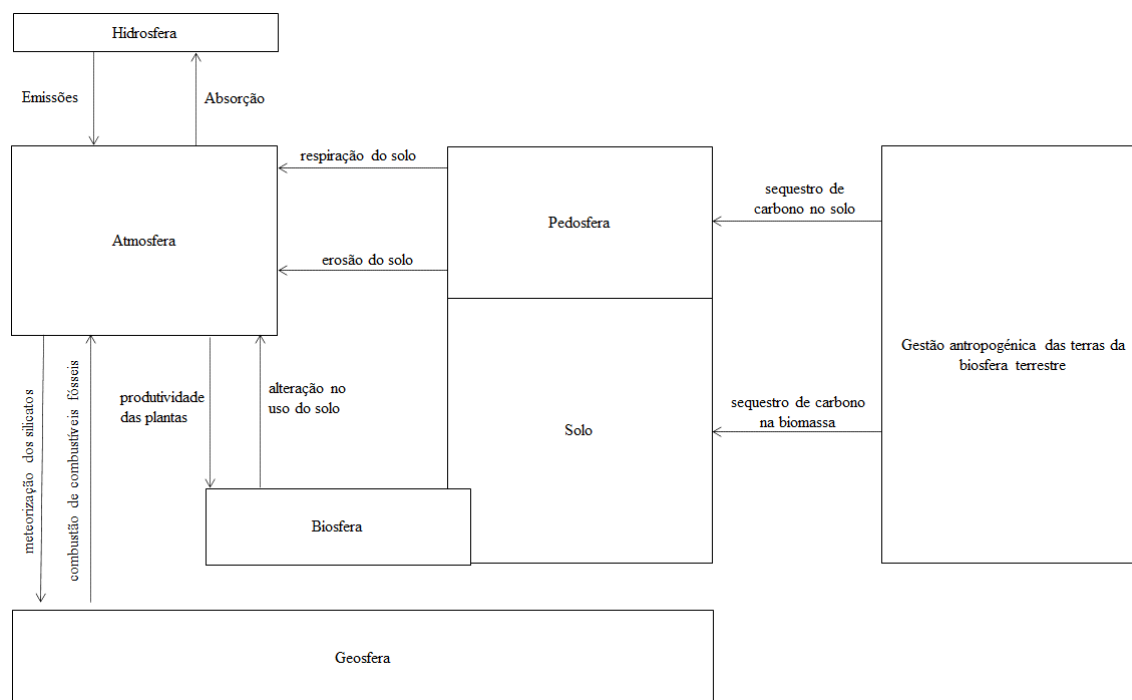 Hidrosfera
Emissões
Absorção
respiração do solo
sequestro de
carbono no solo
Pedosfera
Atmosfera
erosão do solo
Gestão antropogénica das terras da
biosfera terrestre
meteorização dos silicatos
combustão de combustíveis fósseis
produtividade
das plantas
alteração no
uso do solo
sequestro de carbono
na biomassa
Solo
Biosfera
Geosfera